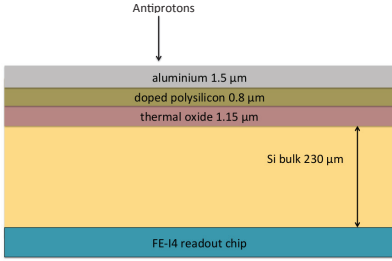 Antiprotons
aluminium 1.5 μm
doped polysilicon 0.8 μm
thermal oxide 1.15 μm
Si bulk 230 μm
FE-I4 readout chip